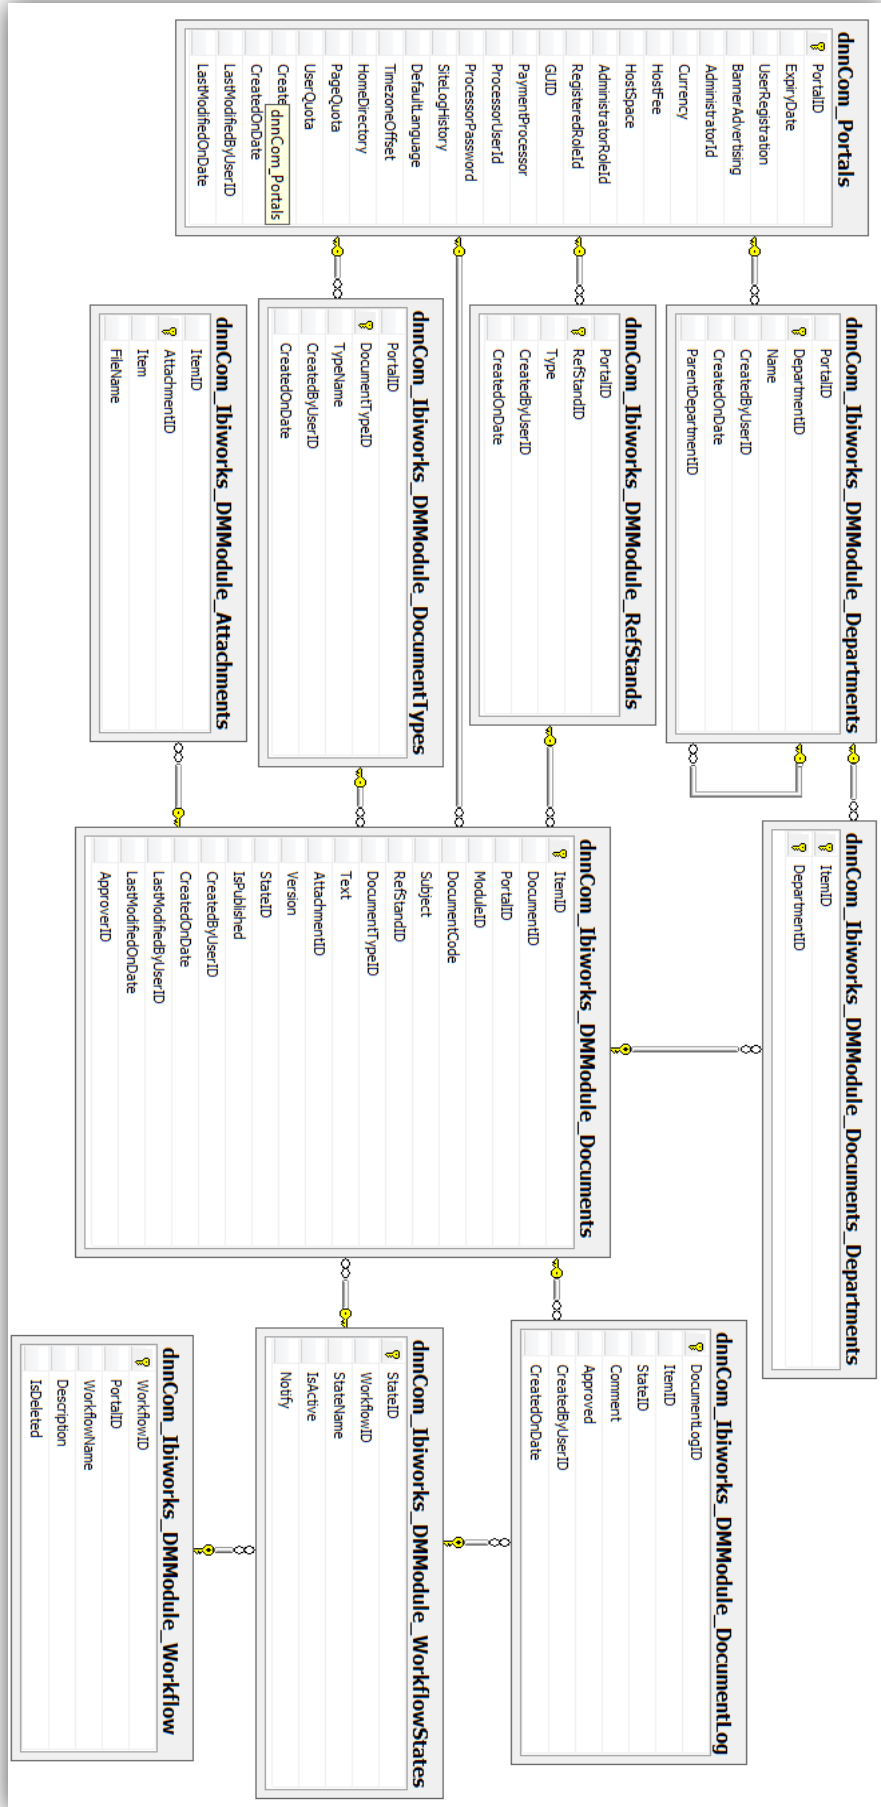 dnnCom_Portals
PortalID
ExpiryDate
UserRegistration
BannerAdvertising
AdministratorId
Currency
HostFee
HostSpace
AdministratorRoleId
RegisteredRoleId
GUID
PaymentProcessor
ProcessorUserId
ProcessorPassword
SiteLogHistory
DefaultLanguage
TimezoneOffset
HomeDirectory
PageQuota
UserQuota
Create
dnnCom_Portals
CreatedOnDate
LastModifiedByUserID
LastModifiedOnDate
dnnCom_Ibiworks_DMModule_Departments
PortalID
DepartmentID
Name
CreatedByUserID
CreatedOnDate
ParentDepartmentID
dnnCom_Ibiworks_DMModule_RefStands
PortalID
RefStandID
Type
CreatedByUserID
CreatedOnDate
dnnCom_Ibiworks_DMModule_DocumentTypes
PortalID
DocumentTypeID
TypeName
CreatedByUserID
CreatedOnDate
dnnCom_Ibiworks_DMModule_Attachments
ItemID
AttachmentID
Item
FileName
dnnCom_Ibiworks_DMModule_Documents_Departments
ItemID
DepartmentID
dnnCom_Ibiworks_DMModule_Documents
ItemID
DocumentID
PortalID
ModuleID
DocumentCode
Subject
RefStandID
DocumentTypeID
Text
AttachmentID
Version
StateID
IsPublished
CreatedByUserID
CreatedOnDate
LastModifiedByUserID
LastModifiedOnDate
ApproverID
dnnCom_Ibiworks_DMModule_DocumentLog
DocumentLogID
ItemID
StateID
Comment
Approved
CreatedByUserID
CreatedOnDate
dnnCom_Ibiworks_DMModule_WorkflowStates
StateID
WorkflowID
StateName
IsActive
Notify
dnnCom_Ibiworks_DMModule_Workflow
WorkflowID
PortalID
WorkflowName
Description
IsDeleted